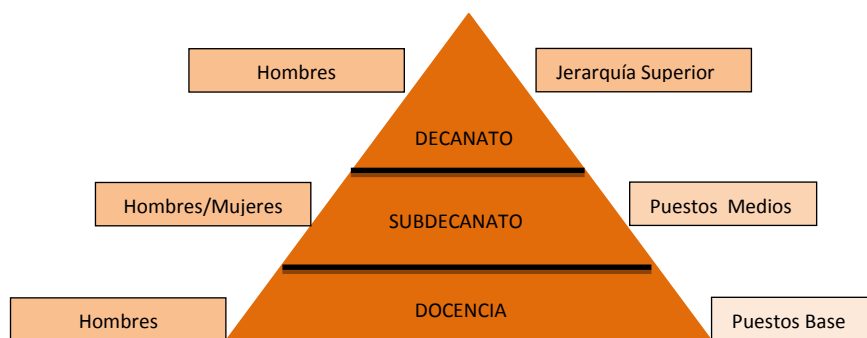 Hombres
Jerarquía Superior
DECANATO
Hombres/Mujeres
Puestos Medios
SUBDECANATO
Hombres
DOCENCIA
Puestos Base